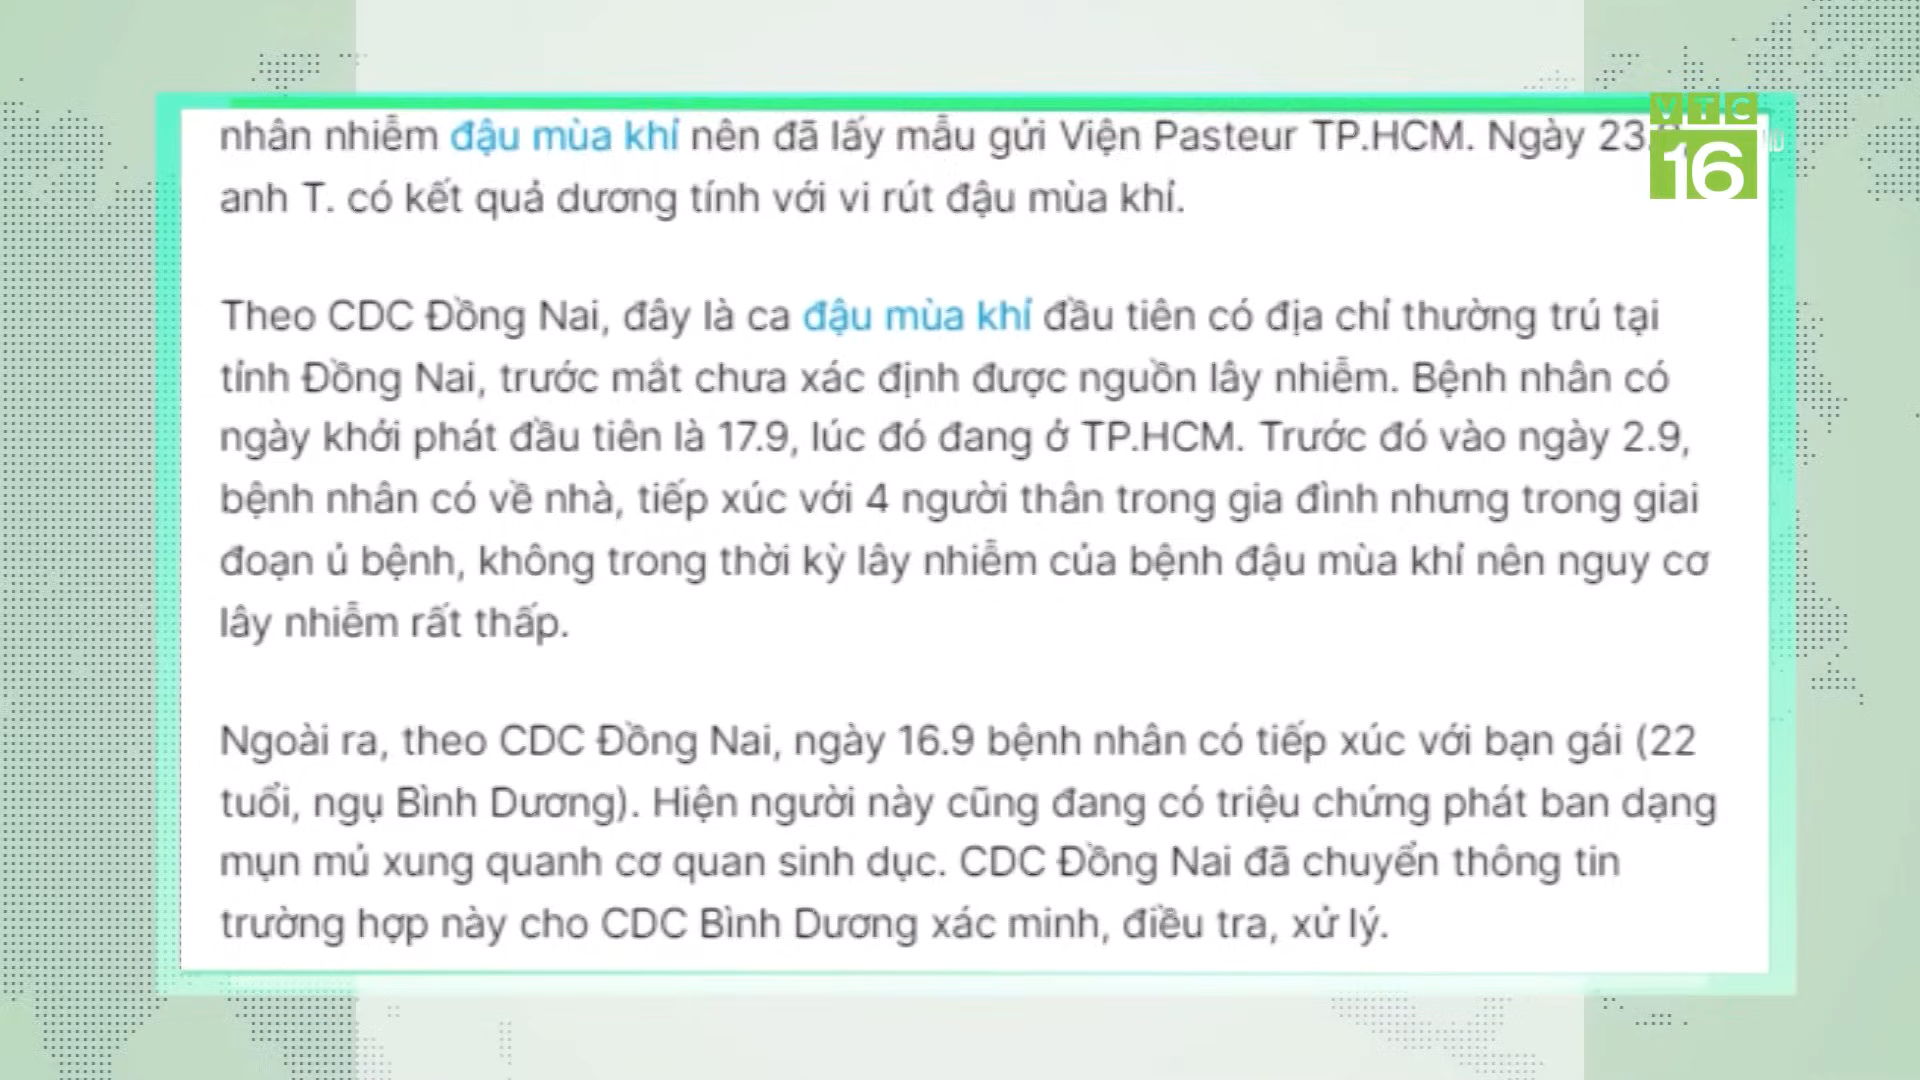 VTC
16
HD
nhân nhiễm đậu mùa khỉ nên đã lấy mẫu gửi Viện Pasteur TP.HCM. Ngày 23.
anh T. có kết quả dương tính với vi rút đậu mùa khỉ.
Theo CDC Đồng Nai, đây là ca đậu mùa khỉ đầu tiên có địa chỉ thường trú tại
tỉnh Đồng Nai, trước mắt chưa xác định được nguồn lây nhiễm. Bệnh nhân có
ngày khởi phát đầu tiên là 17.9, lúc đó đang ở TP.HCM. Trước đó vào ngày 2.9,
bệnh nhân có về nhà, tiếp xúc với 4 người thân trong gia đình nhưng trong giai
đoạn ủ bệnh, không trong thời kỳ lây nhiễm của bệnh đậu mùa khỉ nên nguy cơ
lây nhiễm rất thấp.
Ngoài ra, theo CDC Đồng Nai, ngày 16.9 bệnh nhân có tiếp xúc với bạn gái (22
tuổi, ngụ Bình Dương). Hiện người này cũng đang có triệu chứng phát ban dạng
mụn mủ xung quanh cơ quan sinh dục. CDC Đồng Nai đã chuyển thông tin
trường hợp này cho CDC Bình Dương xác minh, điều tra, xử lý.